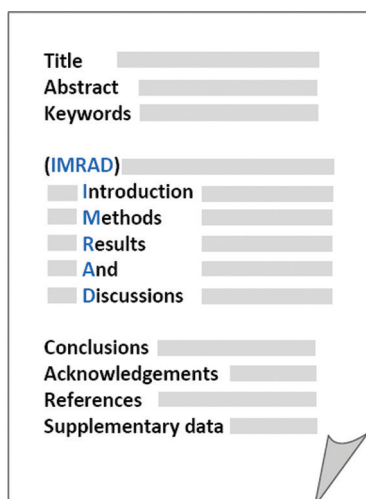 Title
Abstract
Keywords
(IMRAD)
Introduction
Methods
Results
And
Discussions
Conclusions
Acknowledgements
References
Supplementary data